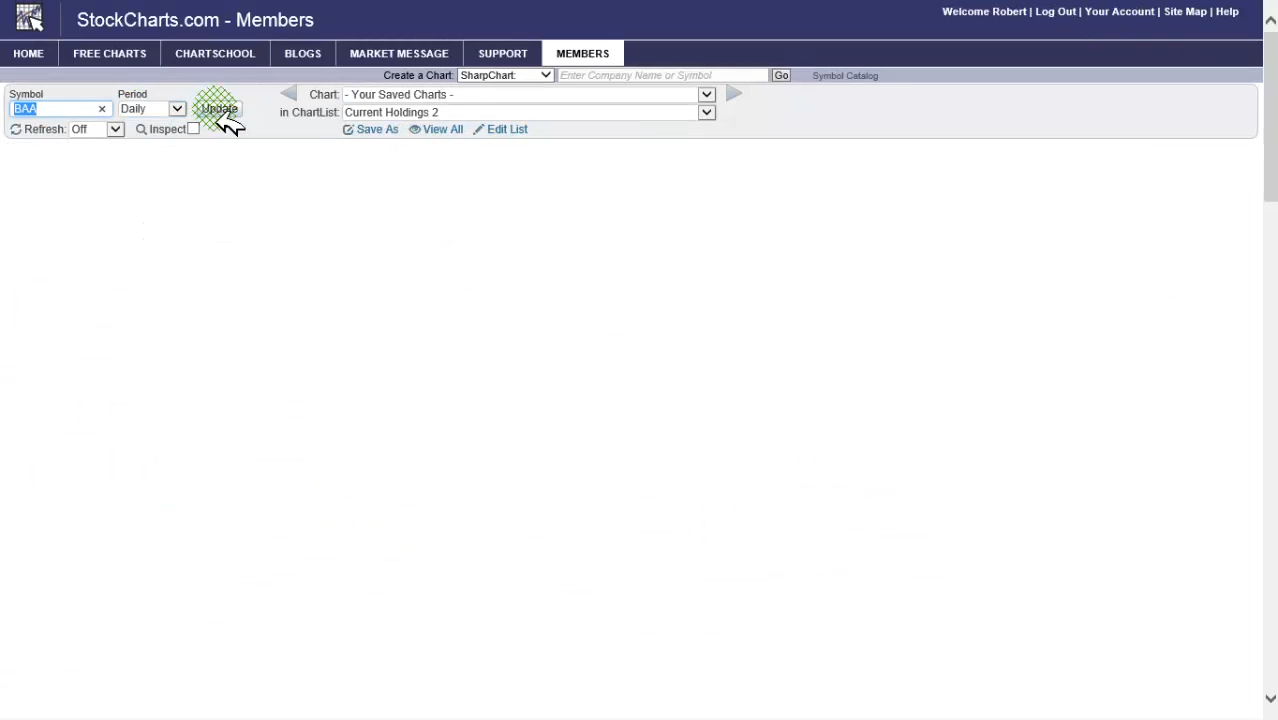 StockCharts.com - Members
Welcome Robert | Log Out | Your Account | Site Map | Help
HOME FREE CHARTS CHARTSCHOOL BLOGS MARKET MESSAGE SUPPORT MEMBERS
Create a Chart: SharpChart: Enter Company Name or Symbol Go Symbol Catalog
Symbol Period Chart: - Your Saved Charts -
BAA × Daily Update in ChartList: Current Holdings 2
Refresh: Off Inspect Save As View All Edit List